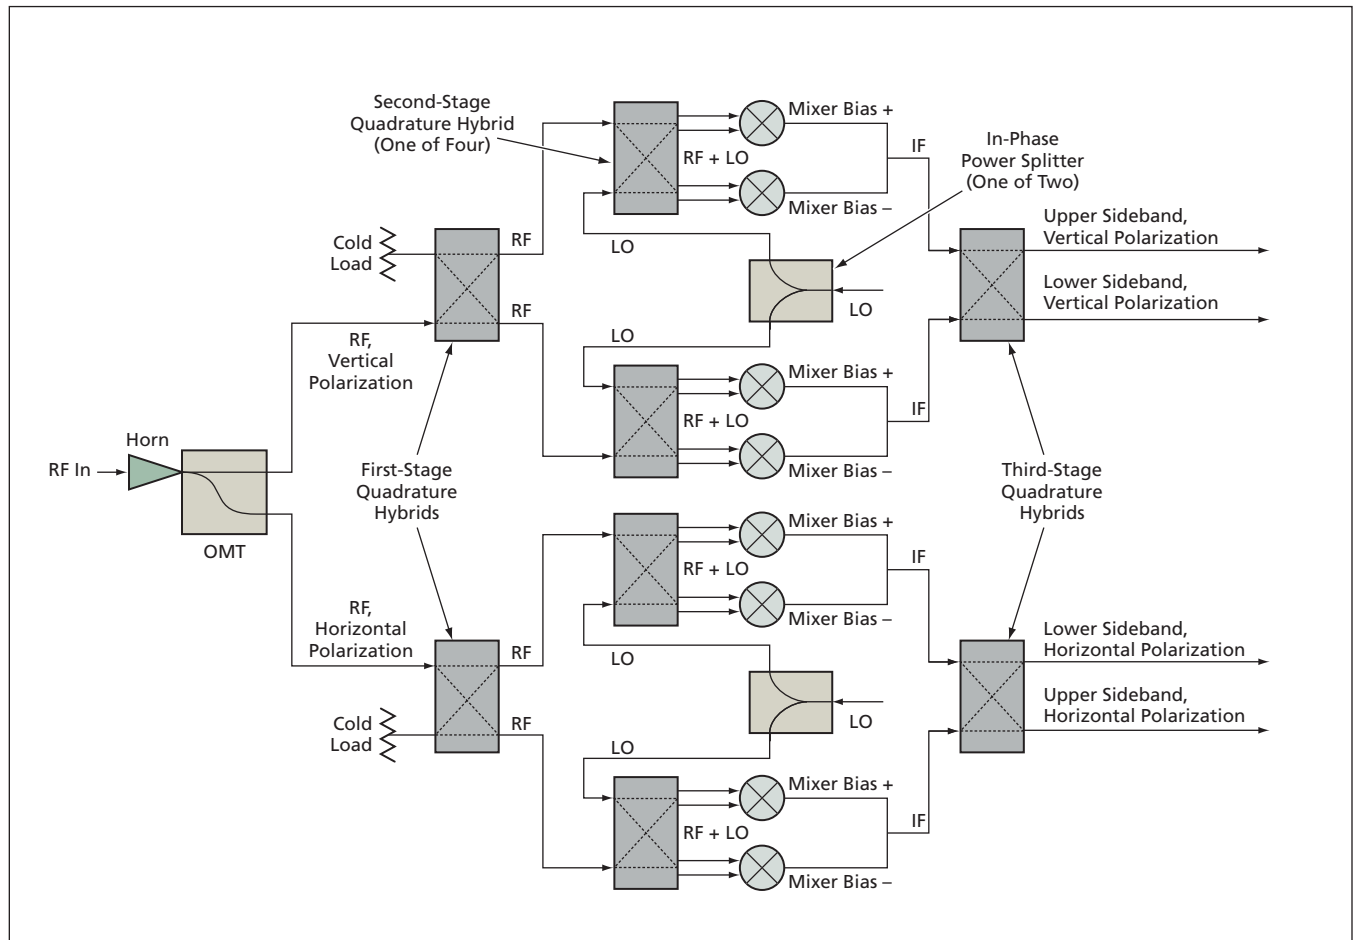 Second-Stage
Quadrature Hybrid
(One of Four)
Mixer Bias +
RF + LO
Mixer Bias –
IF
In-Phase
Power Splitter
(One of Two)
Cold
Load
RF
RF
LO
LO
LO
Upper Sideband,
Vertical Polarization
Lower Sideband,
Vertical Polarization
RF,
Vertical
Polarization
Mixer Bias +
RF + LO
Mixer Bias –
IF
Horn
RF In
OMT
First-Stage
Quadrature
Hybrids
Third-Stage
Quadrature
Hybrids
Mixer Bias +
RF + LO
Mixer Bias –
IF
RF,
Horizontal
Polarization
RF
LO
Lower Sideband,
Horizontal Polarization
Upper Sideband,
Horizontal Polarization
Cold
Load
RF
LO
LO
Mixer Bias +
RF + LO
Mixer Bias –
IF